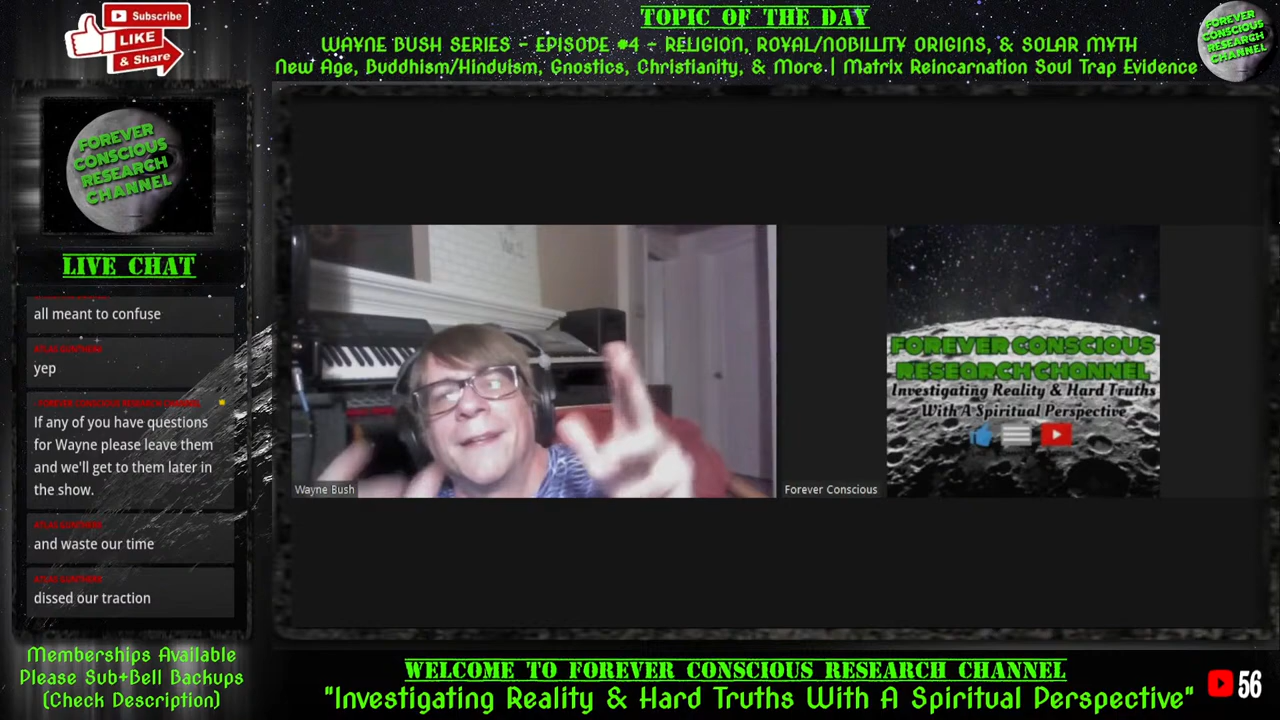 Subscribe
LIKE
& Share
TOPIC OF THE DAY
WAYNE BUSH SERIES - EPISODE #4 - RELIGION, ROYAL/NOBILLITY ORIGINS, & SOLAR MYTH
New Age, Buddhism/Hinduism, Gnostics, Christianity, & More | Matrix Reincarnation Soul Trap Evidence
FOREVER
CONSCIOUS
RESEARCH
CHANNEL
FOREVER
CONSCIOUS
RESEARCH
CHANNEL
LIVE CHAT
all meant to confuse
yep
FOREVER CONSCIOUS RESEARCH CHANNEL
If any of you have questions
for Wayne please leave them
and we'll get to them later in
the show.
and waste our time
dissed our traction
Wayne Bush
FOREVER CONSCIOUS
RESEARCH CHANNEL
Investigating Reality & Hard Truths
With A Spiritual Perspective
Forever Conscious
Memberships Available
Please Sub+Bell Backups
(Check Description)
WELCOME TO FOREVER CONSCIOUS RESEARCH CHANNEL
"Investigating Reality & Hard Truths With A Spiritual Perspective"
56